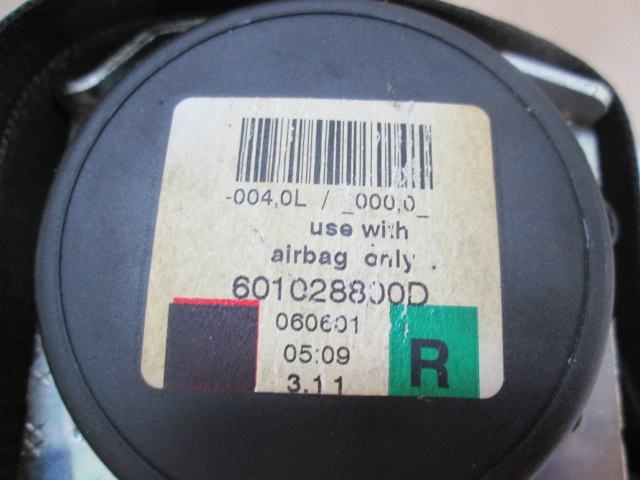 -004,0L / _000,0_
use with
airbag only.
601028800D
060601
05:09
3.11
R